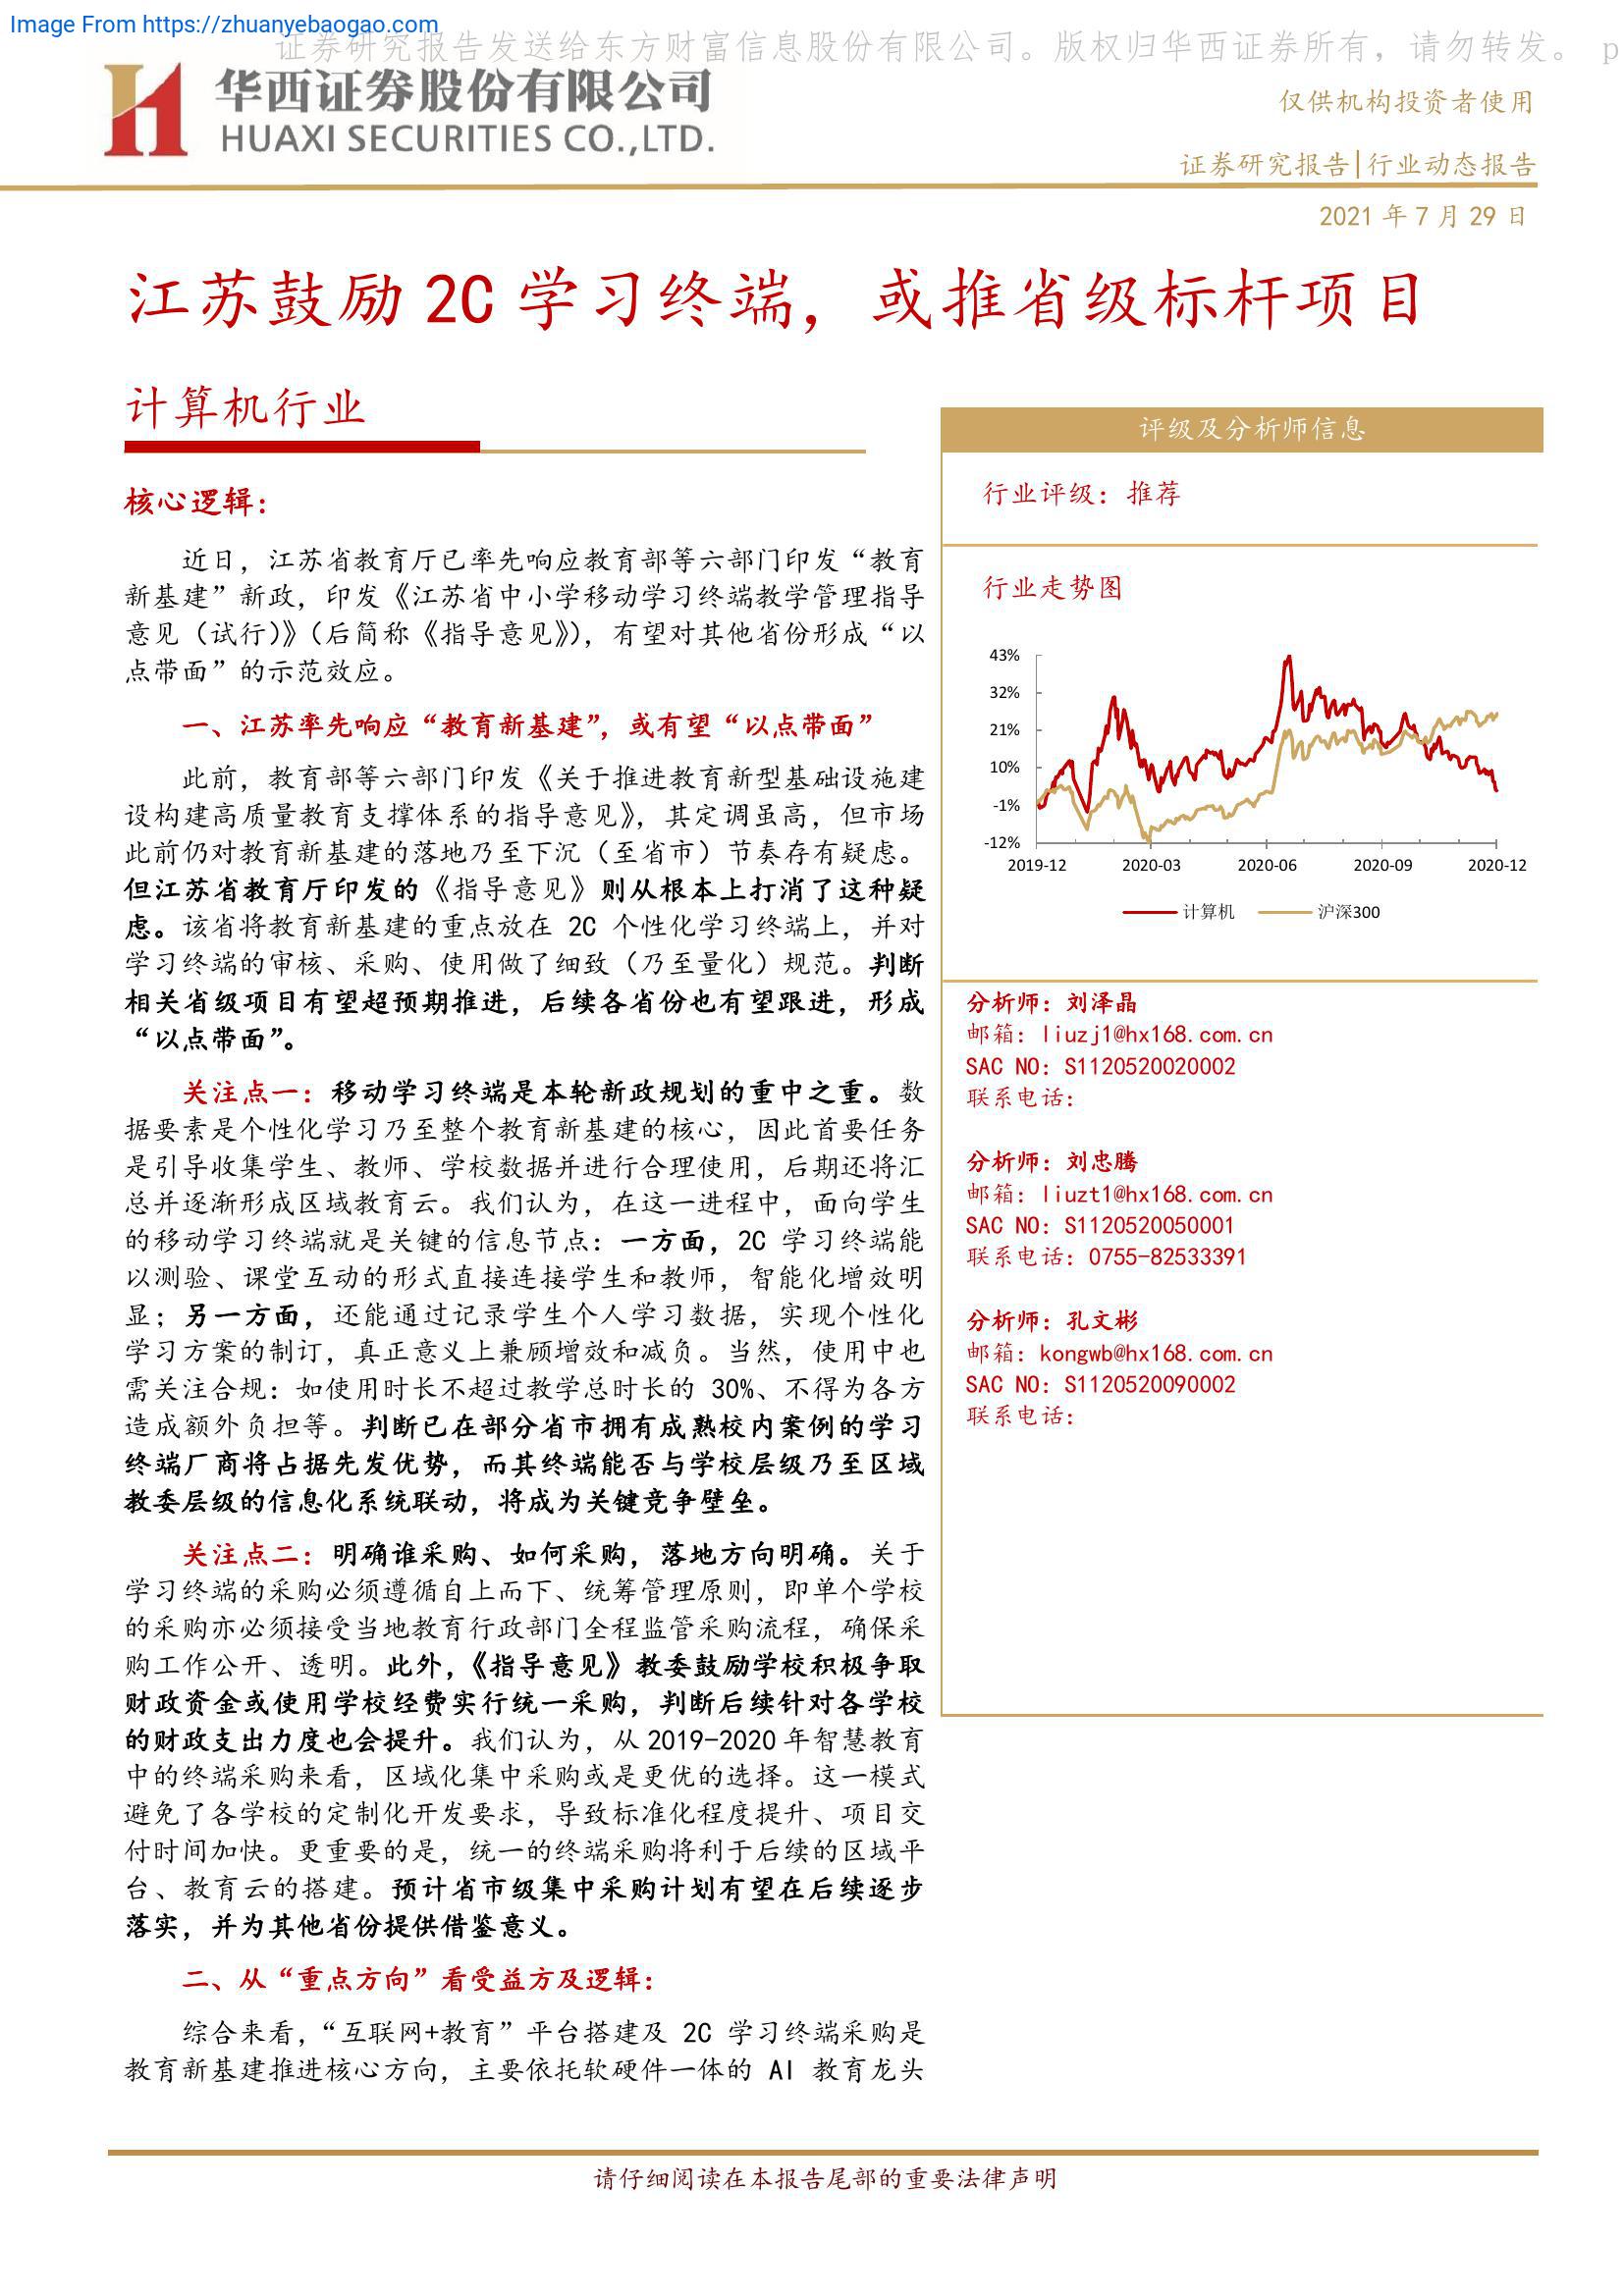 Image From https://zhuanyebaogao.com
证券研究报告发送给东方财富信息股份有限公司。版权归华西证券所有，请勿转发。 p
华西证券股份有限公司
HUAXI SECURITIES CO.,LTD.
仅供机构投资者使用
证券研究报告|行业动态报告
2021 年 7 月 29 日
江苏鼓励 2C 学习终端，或推省级标杆项目
计算机行业
核心逻辑：
近日，江苏省教育厅已率先响应教育部等六部门印发“教育
新基建”新政，印发《江苏省中小学移动学习终端教学管理指导
意见（试行）》（后简称《指导意见》），有望对其他省份形成“以
点带面”的示范效应。
一、江苏率先响应“教育新基建”，或有望“以点带面”
此前，教育部等六部门印发《关于推进教育新型基础设施建
设构建高质量教育支撑体系的指导意见》，其定调虽高，但市场
此前仍对教育新基建的落地乃至下沉（至省市）节奏存有疑虑。
但江苏省教育厅印发的《指导意见》则从根本上打消了这种疑
虑。该省将教育新基建的重点放在 2C 个性化学习终端上，并对
学习终端的审核、采购、使用做了细致（乃至量化）规范。判断
相关省级项目有望超预期推进，后续各省份也有望跟进，形成
“以点带面”。
关注点一：移动学习终端是本轮新政规划的重中之重。数
据要素是个性化学习乃至整个教育新基建的核心，因此首要任务
是引导收集学生、教师、学校数据并进行合理使用，后期还将汇
总并逐渐形成区域教育云。我们认为，在这一进程中，面向学生
的移动学习终端就是关键的信息节点：一方面，2C 学习终端能
以测验、课堂互动的形式直接连接学生和教师，智能化增效明
显；另一方面，还能通过记录学生个人学习数据，实现个性化
学习方案的制订，真正意义上兼顾增效和减负。当然，使用中也
需关注合规：如使用时长不超过教学总时长的 30%、不得为各方
造成额外负担等。判断已在部分省市拥有成熟校内案例的学习
终端厂商将占据先发优势，而其终端能否与学校层级乃至区域
教委层级的信息化系统联动，将成为关键竞争壁垒。
关注点二：明确谁采购、如何采购，落地方向明确。关于
学习终端的采购必须遵循自上而下、统筹管理原则，即单个学校
的采购亦必须接受当地教育行政部门全程监管采购流程，确保采
购工作公开、透明。此外，《指导意见》教委鼓励学校积极争取
财政资金或使用学校经费实行统一采购，判断后续针对各学校
的财政支出力度也会提升。我们认为，从 2019-2020 年智慧教育
中的终端采购来看，区域化集中采购或是更优的选择。这一模式
避免了各学校的定制化开发要求，导致标准化程度提升、项目交
付时间加快。更重要的是，统一的终端采购将利于后续的区域平
台、教育云的搭建。预计省市级集中采购计划有望在后续逐步
落实，并为其他省份提供借鉴意义。
二、从“重点方向”看受益方及逻辑：
综合来看，“互联网+教育”平台搭建及 2C 学习终端采购是
教育新基建推进核心方向，主要依托软硬件一体的 AI 教育龙头
评级及分析师信息
行业评级：推荐
行业走势图
43%
32%
21%
10%
-1%
-12%
2019-12 2020-03 2020-06 2020-09 2020-12
计算机 沪深300
分析师：刘泽晶
邮箱：liuzj1@hx168.com.cn
SAC NO：S1120520020002
联系电话：
分析师：刘忠腾
邮箱：liuzt1@hx168.com.cn
SAC NO：S1120520050001
联系电话：0755-82533391
分析师：孔文彬
邮箱：kongwb@hx168.com.cn
SAC NO：S1120520090002
联系电话：
请仔细阅读在本报告尾部的重要法律声明